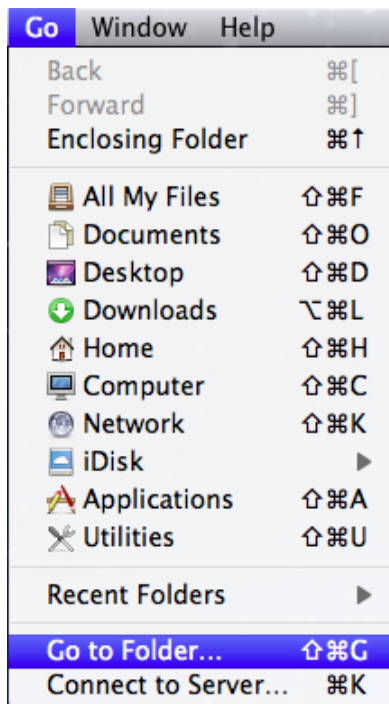 Go Window Help
Back ⌘[
Forward ⌘]
Enclosing Folder ⌘↑
All My Files ⇧⌘F
Documents ⇧⌘O
Desktop ⇧⌘D
Downloads ⌥⌘L
Home ⇧⌘H
Computer ⇧⌘C
Network ⇧⌘K
iDisk ▶
Applications ⇧⌘A
Utilities ⇧⌘U
Recent Folders ▶
Go to Folder... ⇧⌘G
Connect to Server... ⌘K